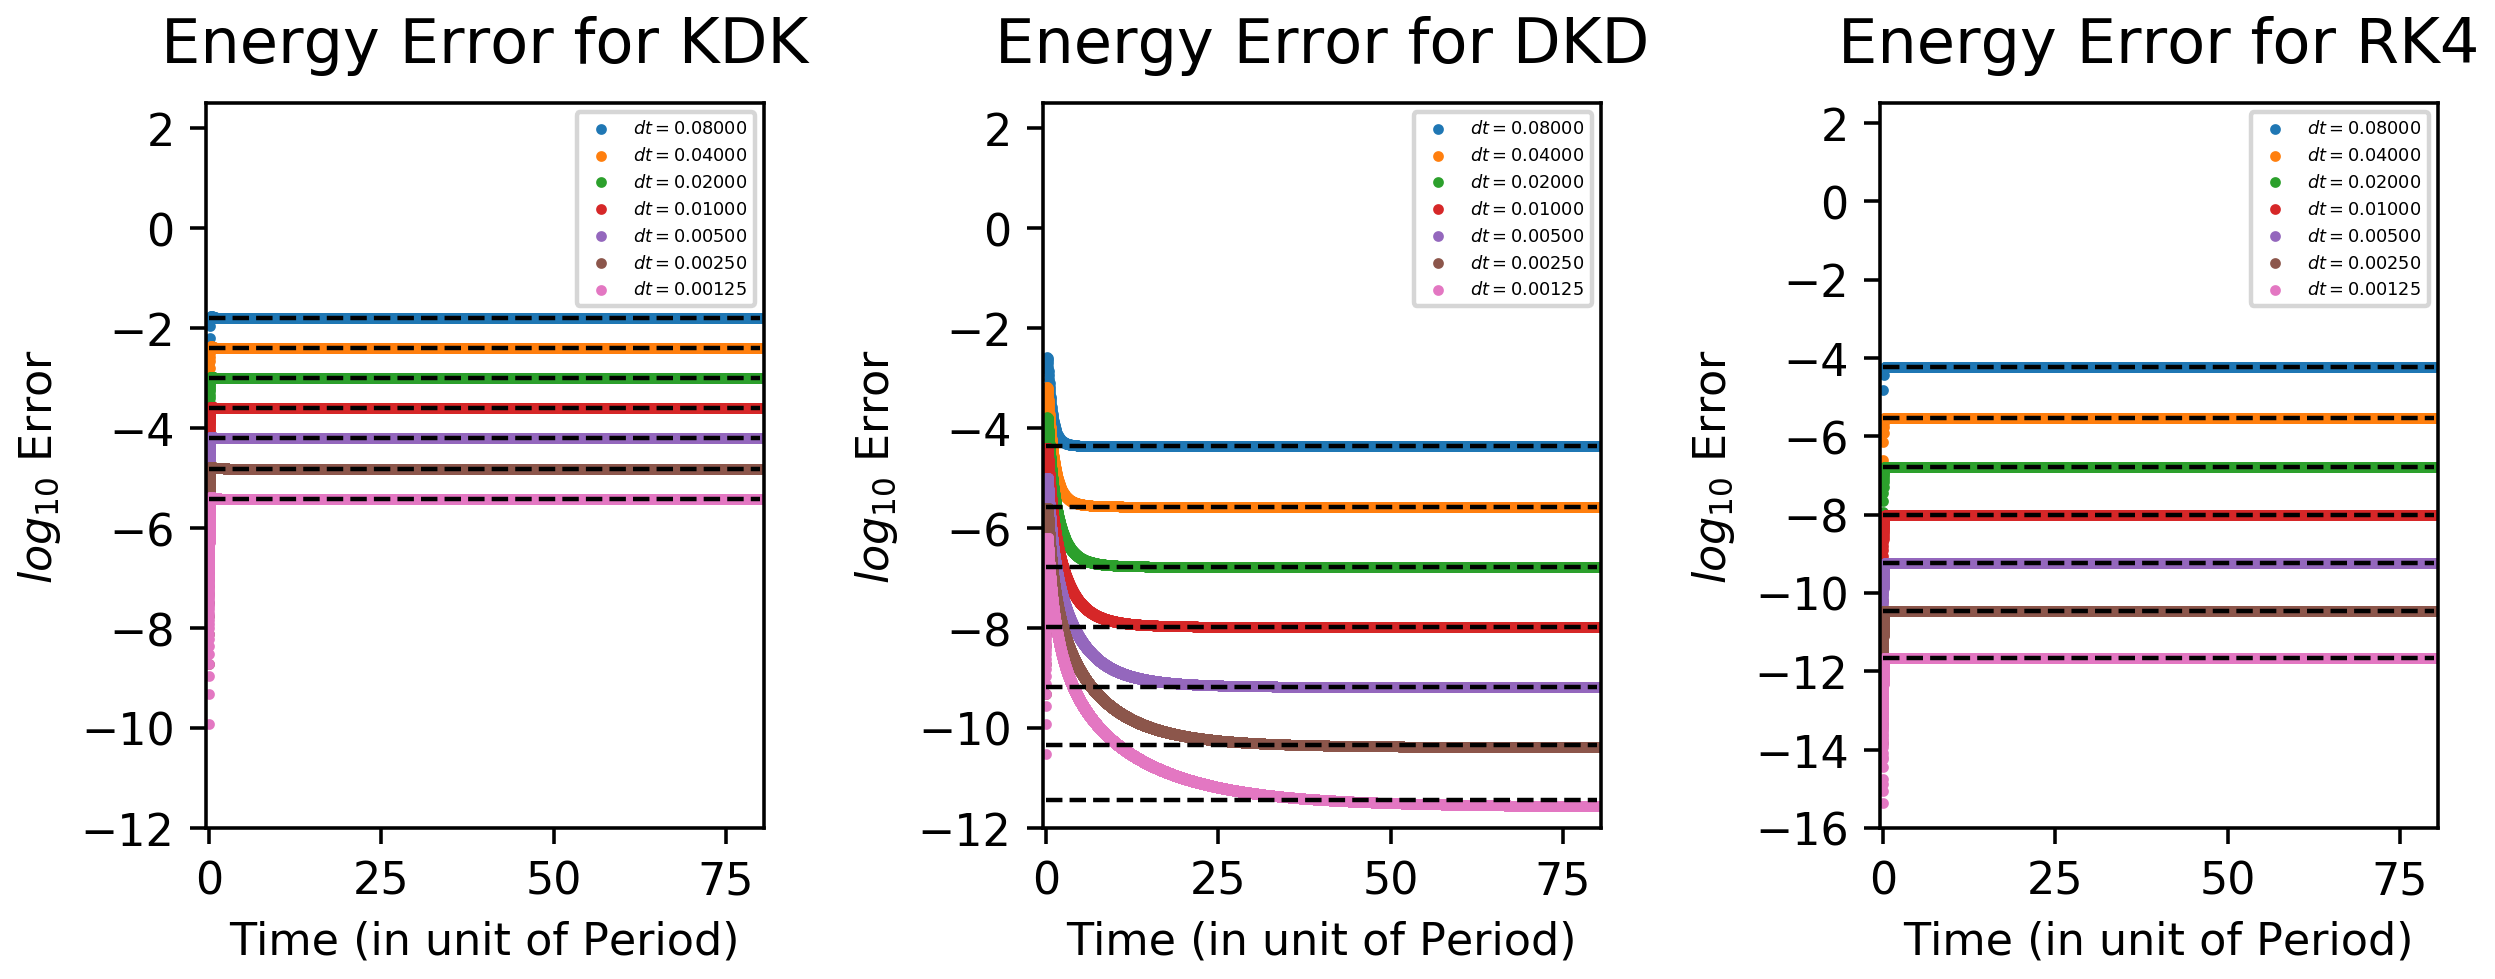 Energy Error for KDK
2
0
−2
−4
−6
−8
−10
−12
log10 Error
dt = 0.08000
dt = 0.04000
dt = 0.02000
dt = 0.01000
dt = 0.00500
dt = 0.00250
dt = 0.00125
0 25 50 75
Time (in unit of Period)
Energy Error for DKD
2
0
−2
−4
−6
−8
−10
−12
log10 Error
dt = 0.08000
dt = 0.04000
dt = 0.02000
dt = 0.01000
dt = 0.00500
dt = 0.00250
dt = 0.00125
0 25 50 75
Time (in unit of Period)
Energy Error for RK4
2
0
−2
−4
−6
−8
−10
−12
−14
−16
log10 Error
dt = 0.08000
dt = 0.04000
dt = 0.02000
dt = 0.01000
dt = 0.00500
dt = 0.00250
dt = 0.00125
0 25 50 75
Time (in unit of Period)